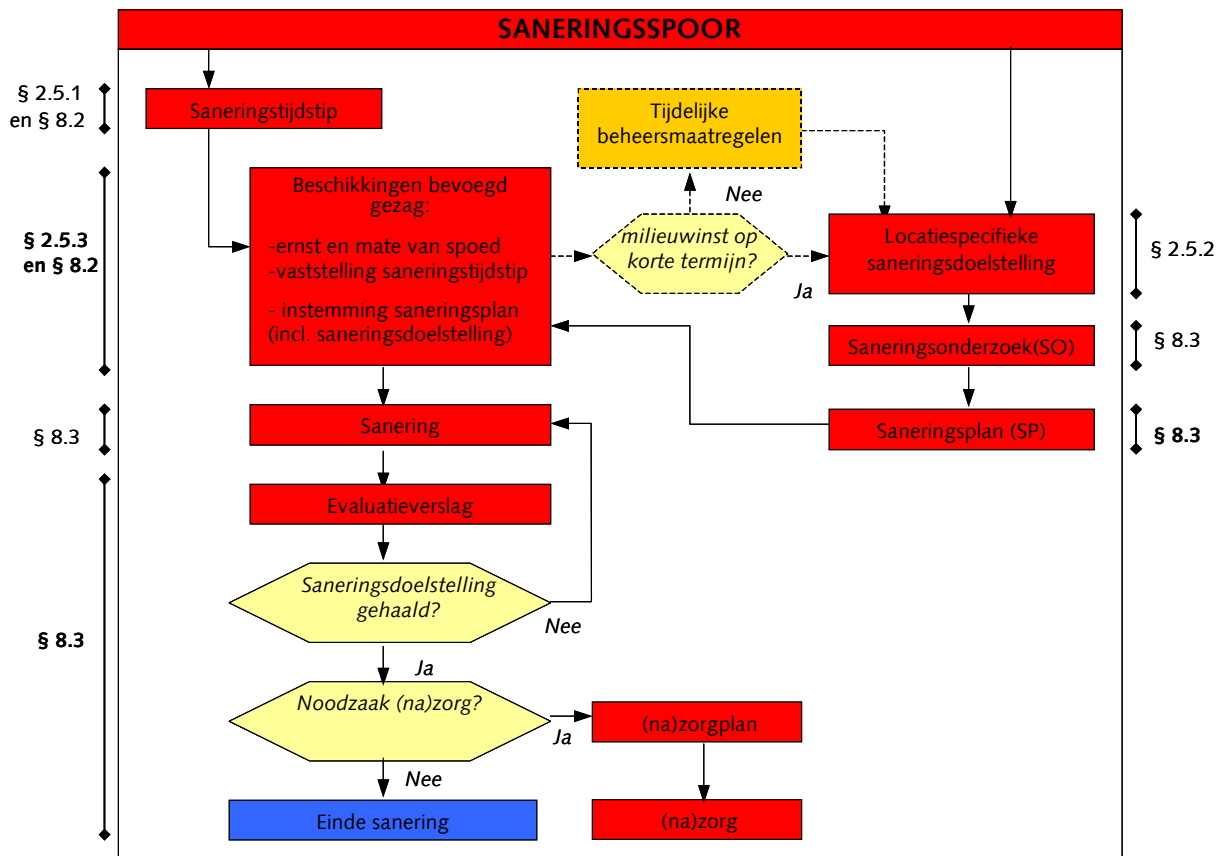 SANERINGSSPOOR
§ 2.5.1
en § 8.2
Saneringstijdstip
Tijdelijke
beheersmaatregelen
Beschikkingen bevoegd
gezag:
-ernst en mate van spoed
-vaststelling saneringstijdstip
- instemming saneringsplan
(incl. saneringsdoelstelling)
§ 2.5.3
en § 8.2
Nee
milieuwinst op
korte termijn?
Ja
Locatiespecifieke
saneringsdoelstelling
§ 2.5.2
Saneringsonderzoek(SO)
§ 8.3
Saneringsplan (SP)
§ 8.3
§ 8.3
Sanering
Evaluatieverslag
Saneringsdoelstelling
gehaald?
Nee
§ 8.3
Ja
Noodzaak (na)zorg?
Ja
(na)zorgplan
Nee
Einde sanering
(na)zorg